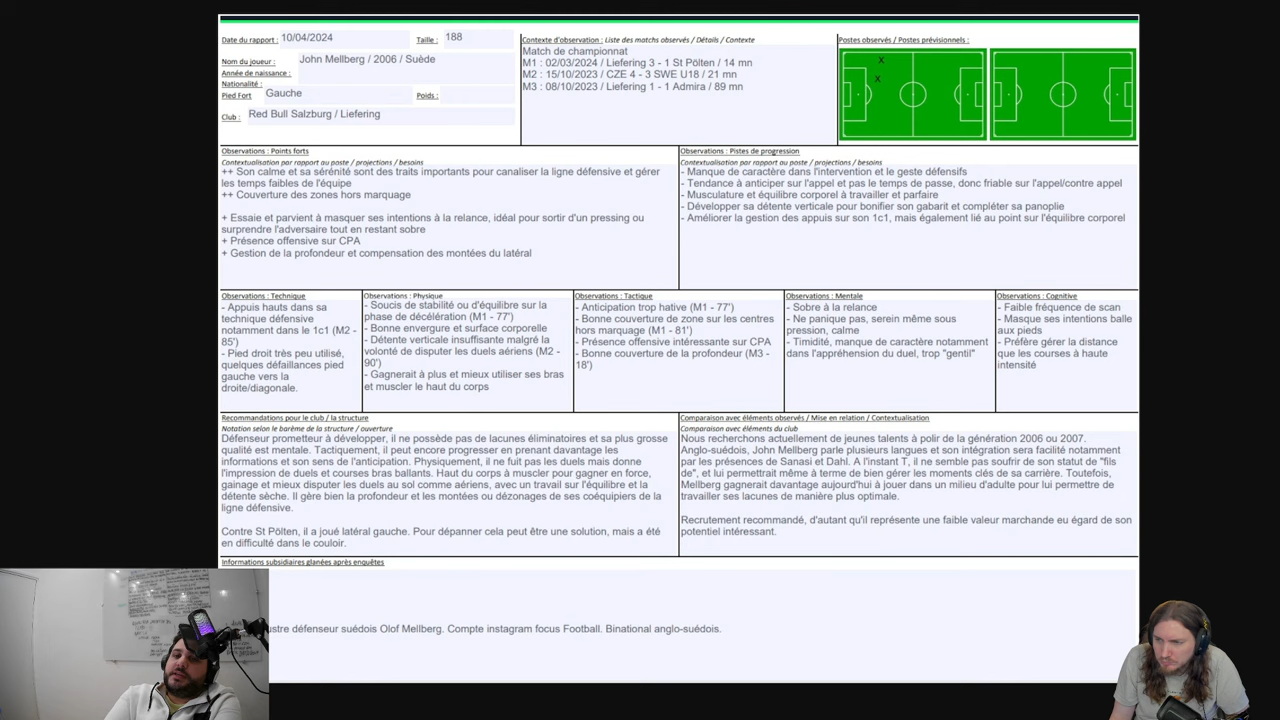 Date du rapport : 10/04/2024
Taille : 188
Nom du joueur : John Mellberg / 2006 / Suède
Année de naissance :
Nationalité :
Pied Fort Gauche
Poids :
Club : Red Bull Salzburg / Liefering
Contexte d'observation : Liste des matchs observés / Détails / Contexte
Match de championnat
M1 : 02/03/2024 / Liefering 3 - 1 St Pölten / 14 mn
M2 : 15/10/2023 / CZE 4 - 3 SWE U18 / 21 mn
M3 : 08/10/2023 / Liefering 1 - 1 Admira / 89 mn
Postes observés / Postes prévisionnels :
X
X
Observations : Points forts
Contextualisation par rapport au poste / projections / besoins
++ Son calme et sa sérénité sont des traits importants pour canaliser la ligne défensive et gérer
les temps faibles de l'équipe
++ Couverture des zones hors marquage
+ Essaie et parvient à masquer ses intentions à la relance, idéal pour sortir d'un pressing ou
surprendre l'adversaire tout en restant sobre
+ Présence offensive sur CPA
+ Gestion de la profondeur et compensation des montées du latéral
Observations : Pistes de progression
Contextualisation par rapport au poste / projections / besoins
- Manque de caractère dans l'intervention et le geste défensifs
- Tendance à anticiper sur l'appel et pas le temps de passe, donc friable sur l'appel/contre appel
- Musculature et équilibre corporel à travailler et parfaire
- Développer sa détente verticale pour bonifier son gabarit et compléter sa panoplie
- Améliorer la gestion des appuis sur son 1c1, mais également lié au point sur l'équilibre corporel
Observations : Technique
- Appuis hauts dans sa
technique défensive
notamment dans le 1c1 (M2 -
85')
- Pied droit très peu utilisé,
quelques défaillances pied
gauche vers la
droite/diagonale.
Observations : Physique
- Soucis de stabilité ou d'équilibre sur la
phase de décélération (M1 - 77')
- Bonne envergure et surface corporelle
- Détente verticale insuffisante malgré la
volonté de disputer les duels aériens (M2 -
90')
- Gagnerait à plus et mieux utiliser ses bras
et muscler le haut du corps
Observations : Tactique
- Anticipation trop hative (M1 - 77')
- Bonne couverture de zone sur les centres
hors marquage (M1 - 81')
- Présence offensive intéressante sur CPA
- Bonne couverture de la profondeur (M3 -
18')
Observations : Mentale
- Sobre à la relance
- Ne panique pas, serein même sous
pression, calme
- Timidité, manque de caractère notamment
dans l'appréhension du duel, trop "gentil"
Observations : Cognitive
- Faible fréquence de scan
- Masque ses intentions balle
aux pieds
- Préfère gérer la distance
que les courses à haute
intensité
Recommandations pour le club / la structure
Notation selon le barème de la structure / ouverture
Défenseur prometteur à développer, il ne possède pas de lacunes éliminatoires et sa plus grosse
qualité est mentale. Tactiquement, il peut encore progresser en prenant davantage les
informations et son sens de l'anticipation. Physiquement, il ne fuit pas les duels mais donne
l'impression de duels et courses bras ballants. Haut du corps à muscler pour gagner en force,
gainage et mieux disputer les duels au sol comme aériens, avec un travail sur l'équilibre et la
détente sèche. Il gère bien la profondeur et les montées ou dézonages de ses coéquipiers de la
ligne défensive.
Contre St Pölten, il a joué latéral gauche. Pour dépanner cela peut être une solution, mais a été
en difficulté dans le couloir.
Comparaison avec éléments observés / Mise en relation / Contextualisation
Comparaison avec éléments du club
Nous recherchons actuellement de jeunes talents à polir de la génération 2006 ou 2007.
Anglo-suédois, John Mellberg parle plusieurs langues et son intégration sera facilité notamment
par les présences de Sanasi et Dahl. A l'instant T, il ne semble pas soufrir de son statut de "fils
de", et lui permettrait même à terme de bien gérer les moments clés de sa carrière. Toutefois,
Mellberg gagnerait davantage aujourd'hui à jouer dans un milieu d'adulte pour lui permettre de
travailler ses lacunes de manière plus optimale.
Recrutement recommandé, d'autant qu'il représente une faible valeur marchande eu égard de son
potentiel intéressant.
Informations subsidiaires glanées après enquêtes
ustre défenseur suédois Olof Mellberg. Compte instagram focus Football. Binational anglo-suédois.